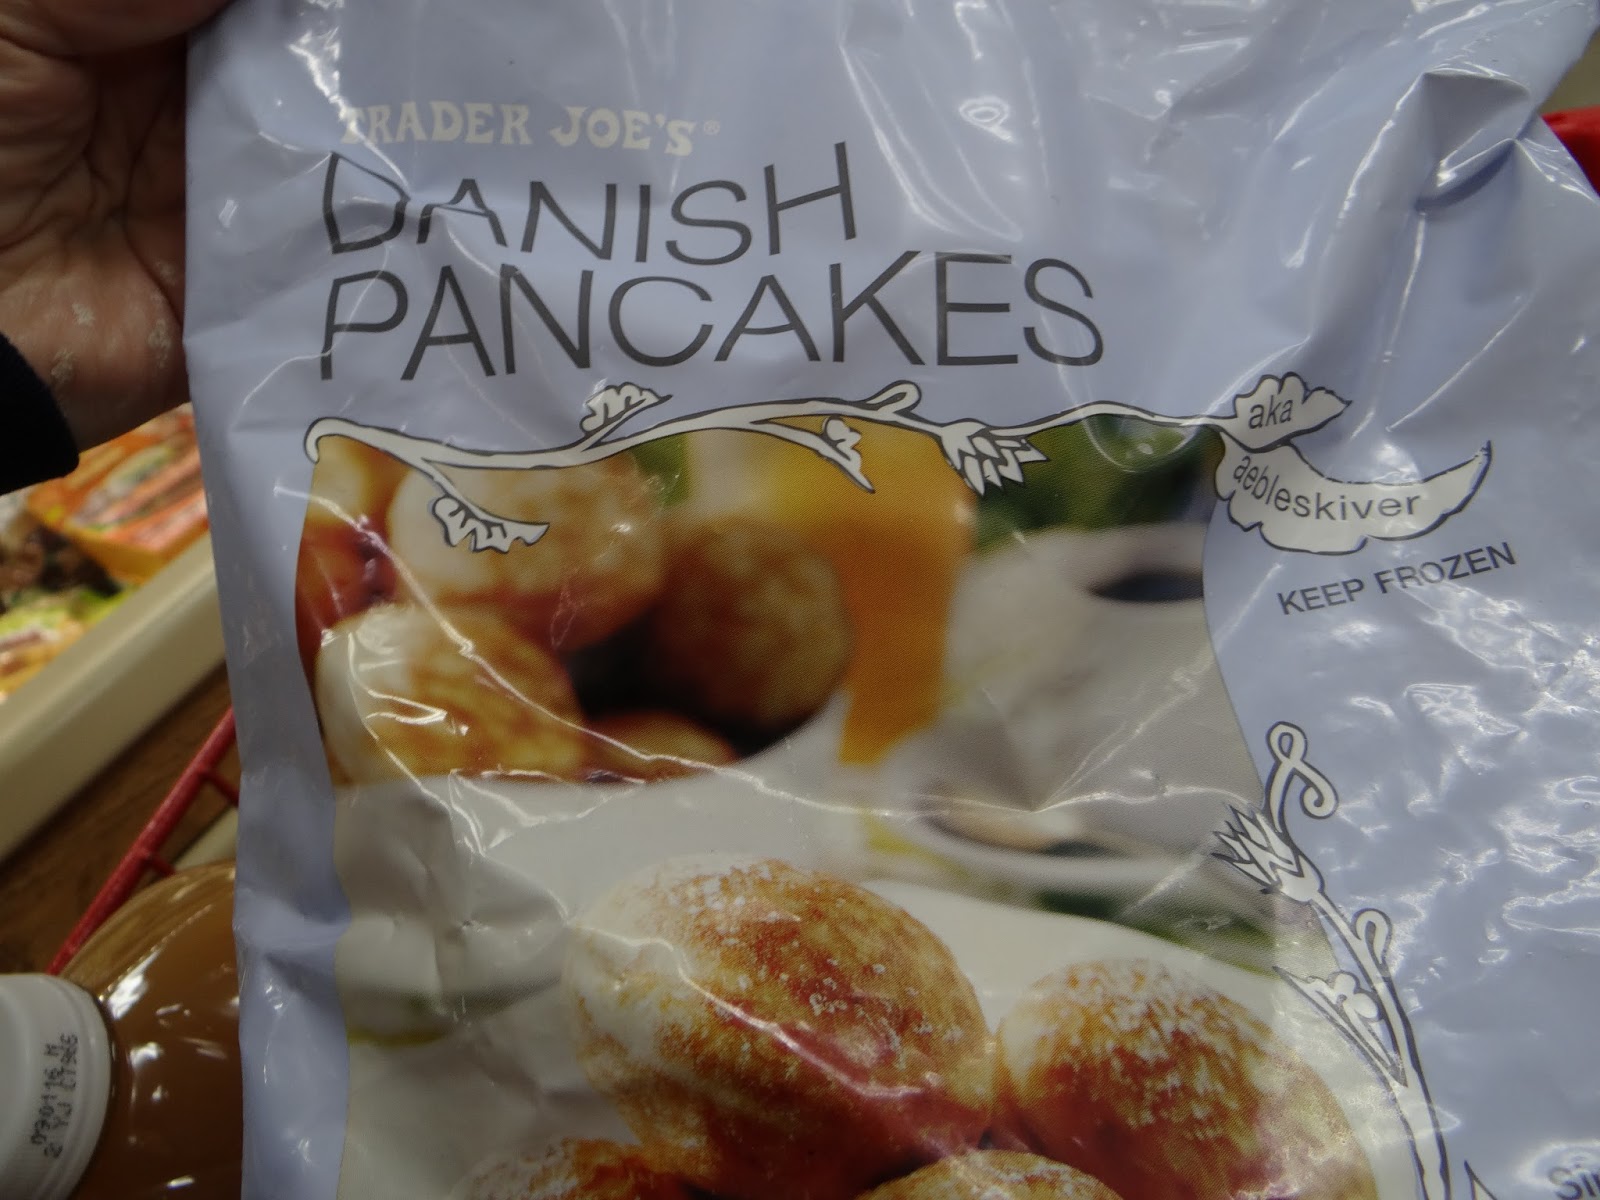 TRADER JOE'S®
DANISH
PANCAKES
aka
aebleskiver
KEEP FROZEN